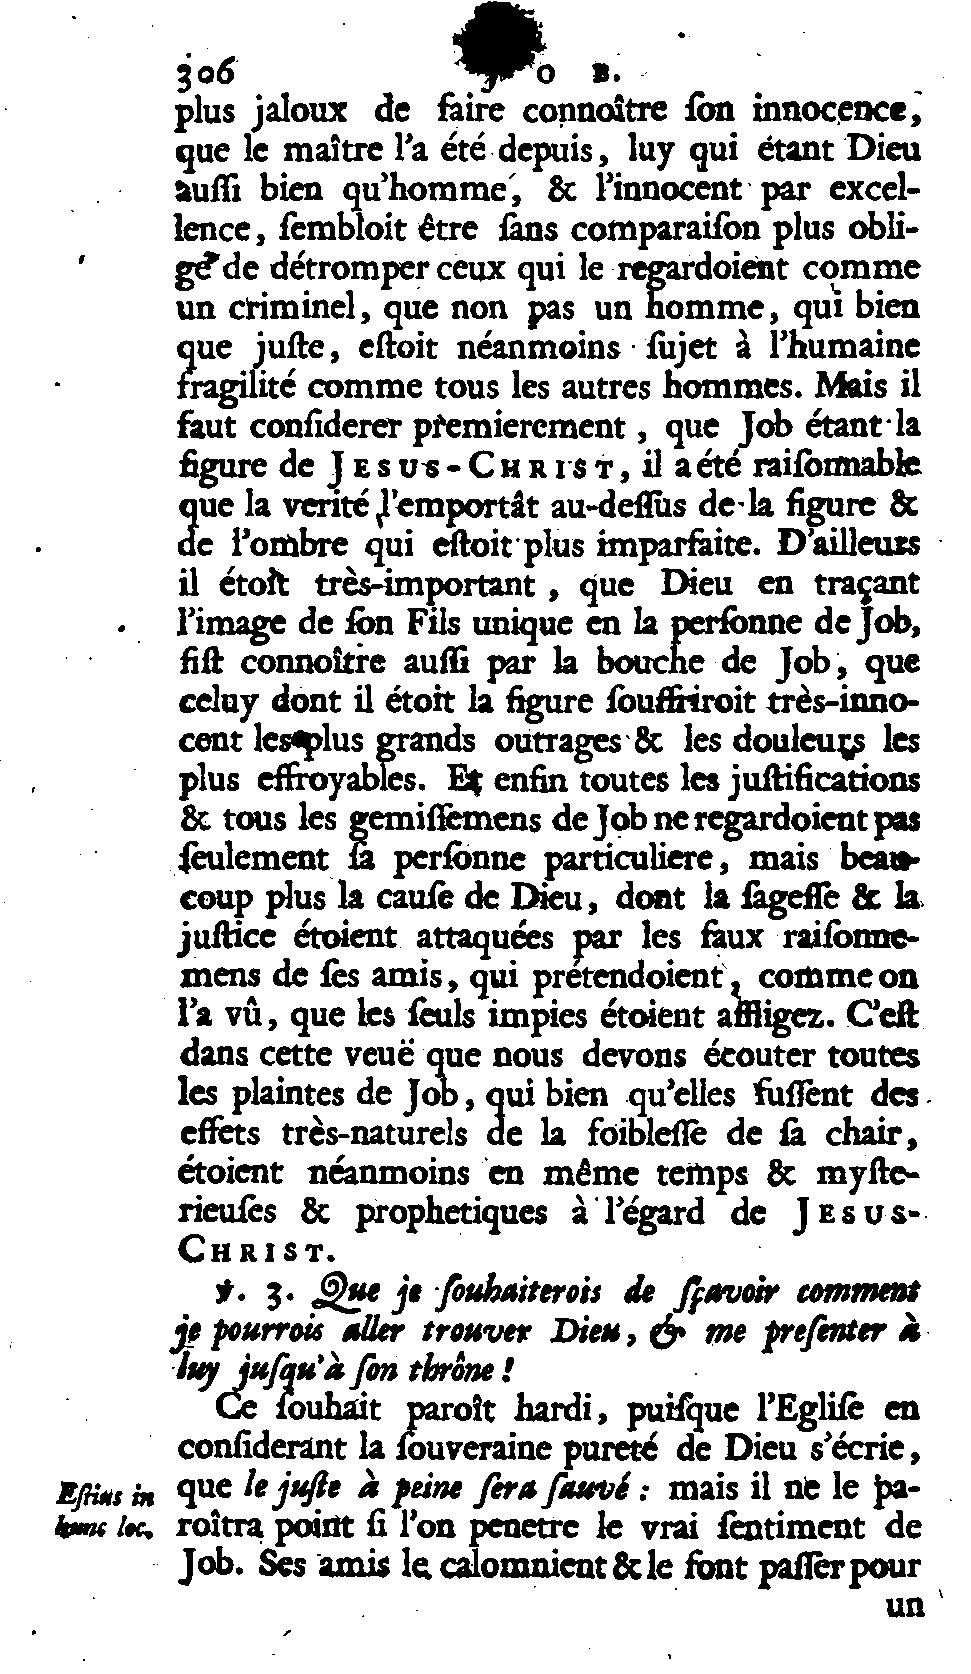 306 J O B.
plus jaloux de faire connoître ſon innocence,
que le maître l'a été depuis, luy qui étant Dieu
auſſi bien qu'homme, & l'innocent par excel-
lence, ſembloit être ſans comparaiſon plus obli-
gé de détromper ceux qui le regardoient comme
un criminel, que non pas un homme, qui bien
que juſte, eſtoit néanmoins ſujet à l'humaine
fragilité comme tous les autres hommes. Mais il
faut conſiderer premierement, que Job étant la
figure de JESUS-CHRIST, il a été raiſonnable
que la verité l'emportât au-deſſus de la figure &
de l'ombre qui eſtoit plus imparfaite. D'ailleurs
il étoit très-important, que Dieu en traçant
l'image de ſon Fils unique en la perſonne de Job,
fiſt connoître auſſi par la bouche de Job, que
celuy dont il étoit la figure ſouffriroit très-inno-
cent les plus grands outrages & les douleurs les
plus effroyables. Et enfin toutes les juſtifications
& tous les gemiſſemens de Job ne regardoient pas
ſeulement ſa perſonne particuliere, mais beau-
coup plus la cauſe de Dieu, dont la ſageſſe & la
juſtice étoient attaquées par les faux raiſonne-
mens de ſes amis, qui prétendoient, comme on
l'a vû, que les ſeuls impies étoient affligez. C'eſt
dans cette veuë que nous devons écouter toutes
les plaintes de Job, qui bien qu'elles fuſſent des
effets très-naturels de la foibleſſe de ſa chair,
étoient néanmoins en même temps & myſte-
rieuſes & prophetiques à l'égard de JESUS-
CHRIST.
℣. 3. Que je ſouhaiterois de ſçavoir comment
je pourrois aller trouver Dieu, & me preſenter à
luy juſqu'à ſon thrône !
Ce ſouhait paroît hardi, puiſque l'Egliſe en
conſiderant la ſouveraine pureté de Dieu s'écrie,
que le juſte à peine ſera ſauvé : mais il ne le pa-
roîtra point ſi l'on penetre le vrai ſentiment de
Job. Ses amis le calomnient & le font paſſer pour
un
Eſtius in
hunc loc.